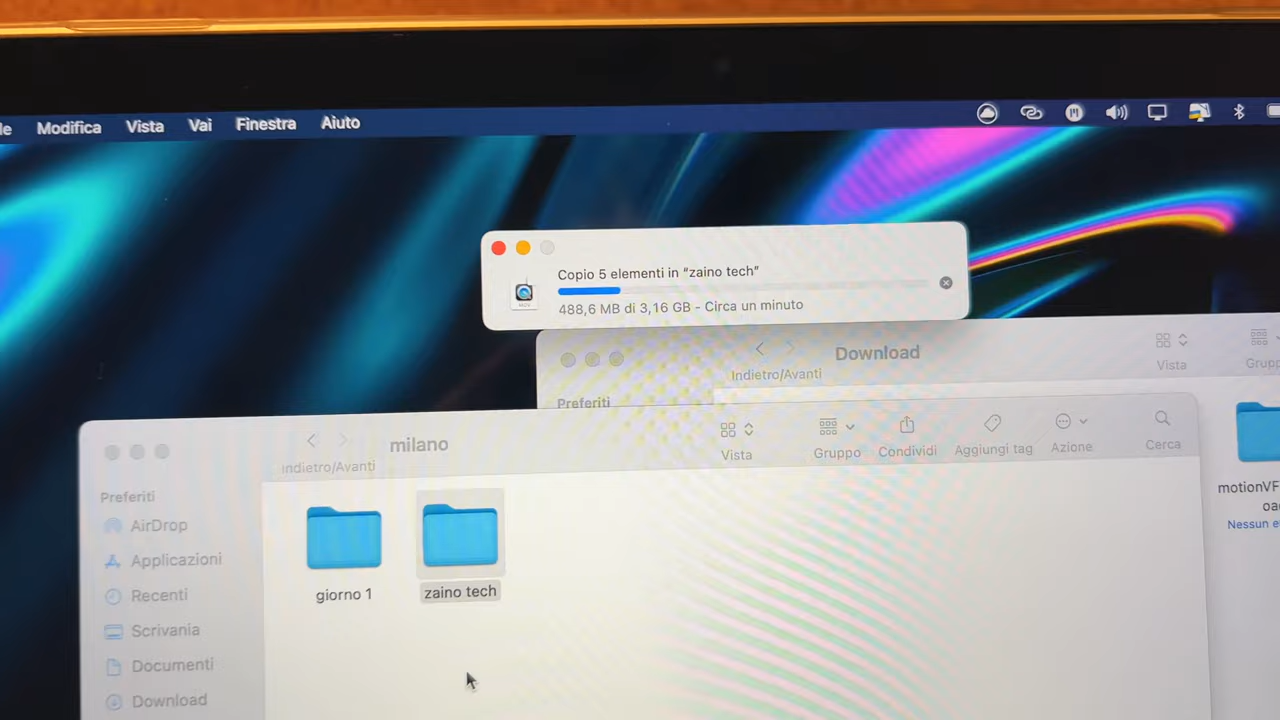 Modifica Vista Vai Finestra Aiuto
Copio 5 elementi in “zaino tech”
488,6 MB di 3,16 GB - Circa un minuto
Download
Indietro/Avanti
Vista
Preferiti
milano
Indietro/Avanti
Vista
Gruppo
Condividi
Aggiungi tag
Azione
Cerca
Preferiti
AirDrop
Applicazioni
Recenti
Scrivania
Documenti
Download
giorno 1
zaino tech
motionVF
Nessun e